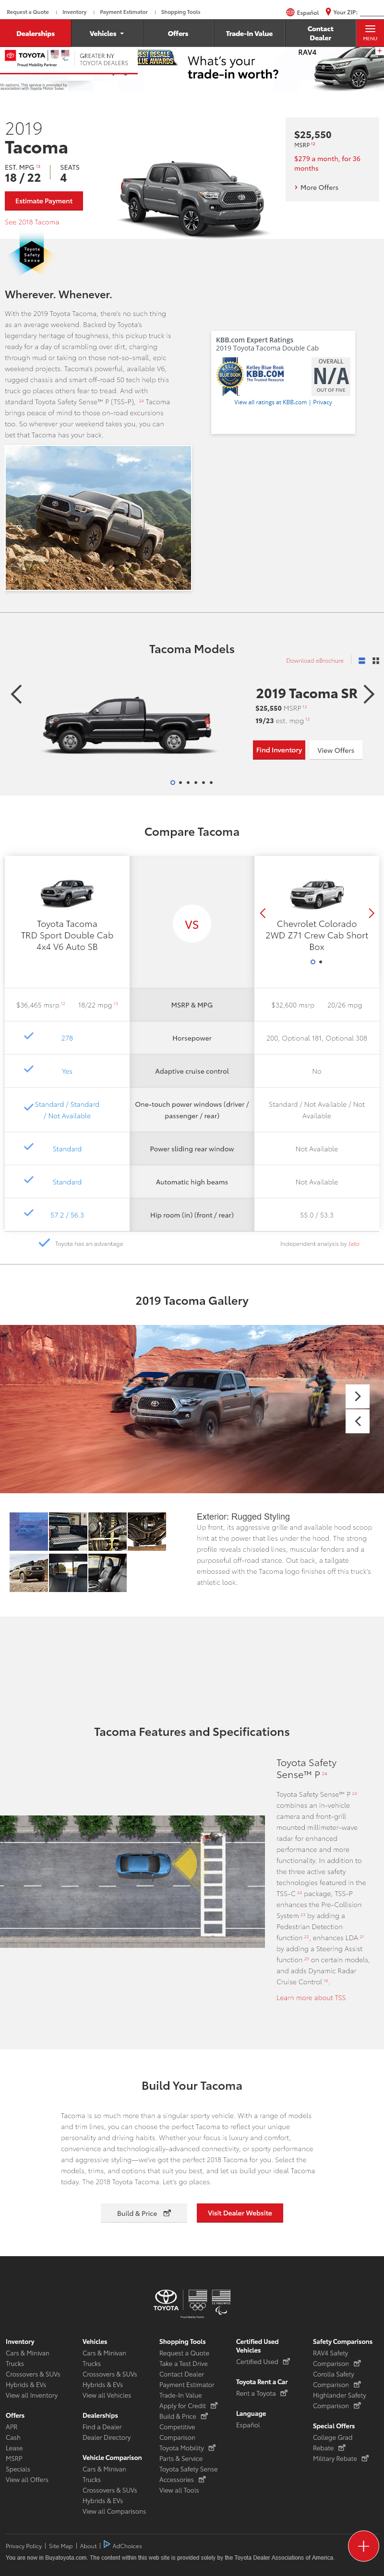 Request a Quote | Inventory | Payment Estimator | Shopping Tools
Español
Your ZIP:
Dealerships
Vehicles
Offers
Trade-In Value
Contact
Dealer
MENU
TOYOTA
Proud Mobility Partner
GREATER NY
TOYOTA DEALERS
What's your
trade-in worth?
RAV4
2019
Tacoma
EST. MPG 13
18 / 22
SEATS
4
Estimate Payment
See 2018 Tacoma
$25,550
MSRP 12
$279 a month, for 36
months
More Offers
Toyota
Safety
Sense
Wherever. Whenever.
With the 2019 Toyota Tacoma, there's no such thing
as an average weekend. Backed by Toyota's
legendary heritage of toughness, this pickup truck is
ready for a day of scrambling over dirt, charging
through mud or taking on those not-so-small, epic
weekend projects. Tacoma's powerful, available V6,
rugged chassis and smart off-road 50 tech help this
truck go places others fear to tread. And with
standard Toyota Safety Sense™ P (TSS-P), 24 Tacoma
brings peace of mind to those on-road excursions
too. So wherever your weekend takes you, you can
bet that Tacoma has your back.
KBB.com Expert Ratings
2019 Toyota Tacoma Double Cab
Kelley Blue Book
KBB.COM
The Trusted Resource
OVERALL
N/A
OUT OF FIVE
View all ratings at KBB.com | Privacy
Tacoma Models
Download eBrochure
2019 Tacoma SR
$25,550 MSRP 12
19/23 est. mpg 13
Find Inventory
View Offers
Compare Tacoma
Toyota Tacoma
TRD Sport Double Cab
4x4 V6 Auto SB
VS
Chevrolet Colorado
2WD Z71 Crew Cab Short
Box
$36,465 msrp 12 18/22 mpg 13
MSRP & MPG
$32,600 msrp 20/26 mpg
278
Horsepower
200, Optional 181, Optional 308
Yes
Adaptive cruise control
No
Standard / Standard
/ Not Available
One-touch power windows (driver /
passenger / rear)
Standard / Not Available / Not
Available
Standard
Power sliding rear window
Not Available
Standard
Automatic high beams
Not Available
57.2 / 56.3
Hip room (in) (front / rear)
55.0 / 53.3
Toyota has an advantage
Independent analysis by Jato
2019 Tacoma Gallery
Exterior: Rugged Styling
Up front, its aggressive grille and available hood scoop
hint at the power that lies under the hood. The strong
profile reveals chiseled lines, muscular fenders and a
purposeful off-road stance. Out back, a tailgate
embossed with the Tacoma logo finishes off this truck's
athletic look.
Tacoma Features and Specifications
Toyota Safety
Sense™ P 24
Toyota Safety Sense™ P
combines an in-vehicle
camera and front-grill
mounted millimeter-wave
radar for enhanced
performance and more
functionality. In addition to
the three active safety
technologies featured in the
TSS-C package, TSS-P
enhances the Pre-Collision
System by adding a
Pedestrian Detection
function, enhances LDA
by adding a Steering Assist
function on certain models,
and adds Dynamic Radar
Cruise Control.
Learn more about TSS
Build Your Tacoma
Tacoma is so much more than a singular sporty vehicle. With a range of models
and trim lines, you can choose the perfect Tacoma to reflect your unique
personality and driving habits. Whether your focus is luxury and comfort,
convenience and technologically-advanced connectivity, or sporty performance
and aggressive styling—we've got the perfect 2018 Tacoma for you. Select the
models, trims, and options that suit you best, and let us build your ideal Tacoma
today. The 2018 Toyota Tacoma. Let's go places.
Build & Price
Visit Dealer Website
TOYOTA
Inventory
Cars & Minivan
Trucks
Crossovers & SUVs
Hybrids & EVs
View all Inventory
Offers
APR
Cash
Lease
MSRP
Specials
View all Offers
Vehicles
Cars & Minivan
Trucks
Crossovers & SUVs
Hybrids & EVs
View all Vehicles
Dealerships
Find a Dealer
Dealer Directory
Vehicle Comparison
Cars & Minivan
Trucks
Crossovers & SUVs
Hybrids & EVs
View all Comparisons
Shopping Tools
Request a Quote
Take a Test Drive
Contact Dealer
Payment Estimator
Trade-In Value
Apply for Credit
Build & Price
Competitive
Comparison
Toyota Mobility
Parts & Service
Toyota Safety Sense
Accessories
View all Tools
Certified Used
Vehicles
Certified Used
Toyota Rent a Car
Rent a Toyota
Language
Español
Safety Comparisons
RAV4 Safety
Comparison
Corolla Safety
Comparison
Highlander Safety
Comparison
Special Offers
College Grad
Rebate
Military Rebate
Privacy Policy | Site Map | About | AdChoices
You are now in Buyatoyota.com. The content within this web site is provided solely by the Toyota Dealer Associations of America.